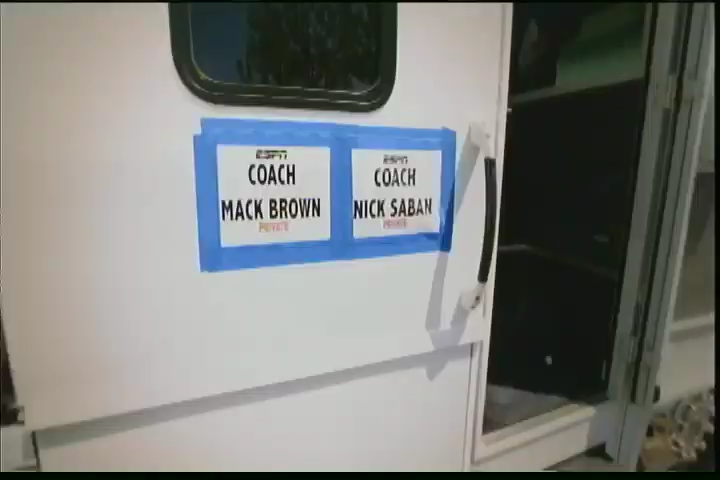 ESPN
COACH
MACK BROWN
PRIVATE
ESPN
COACH
NICK SABAN
PRIVATE